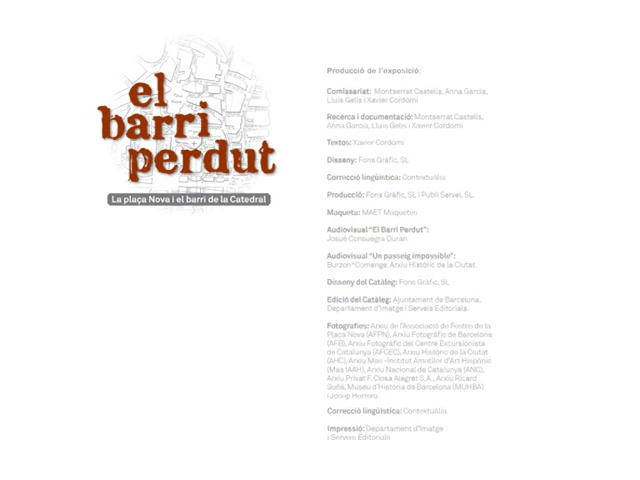 el
barri
perdut
La plaça Nova i el barri de la Catedral
Producció de l'exposició:
Comissariat: Montserrat Castells, Anna Garcia,
Lluís Gelis i Xavier Cordomí
Recerca i documentació: Montserrat Castells,
Anna Garcia, Lluís Gelis i Xavier Cordomí
Textos: Xavier Cordomí
Disseny: Fons Gràfic, SL
Correcció lingüística: Contextuàlia
Producció: Fons Gràfic, SL i Publi Servei, SL.
Maqueta: MAET Maquetes
Audiovisual "El Barri Perdut":
Josué Consuegra Duran
Audiovisual "Un passeig impossible":
Burzon*Comenge, Arxiu Històric de la Ciutat.
Disseny del Catàleg: Fons Gràfic, SL
Edició del Catàleg: Ajuntament de Barcelona,
Departament d'Imatge i Serveis Editorials.
Fotografies: Arxiu de l'Associació de Festes de la
Plaça Nova (AFPN), Arxiu Fotogràfic de Barcelona
(AFB), Arxiu Fotogràfic del Centre Excursionista
de Catalunya (AFCEC), Arxiu Històric de la Ciutat
(AHC), Arxiu Mas -Institut Amatller d'Art Hispànic
(Mas IAAH), Arxiu Nacional de Catalunya (ANC),
Arxiu Privat F. Closa Alegret S.A., Arxiu Ricard
Suñé, Museu d'Història de Barcelona (MUHBA)
i Josep Herrero
Correcció lingüística: Contextuàlia
Impressió: Departament d'Imatge
i Serveis Editorials